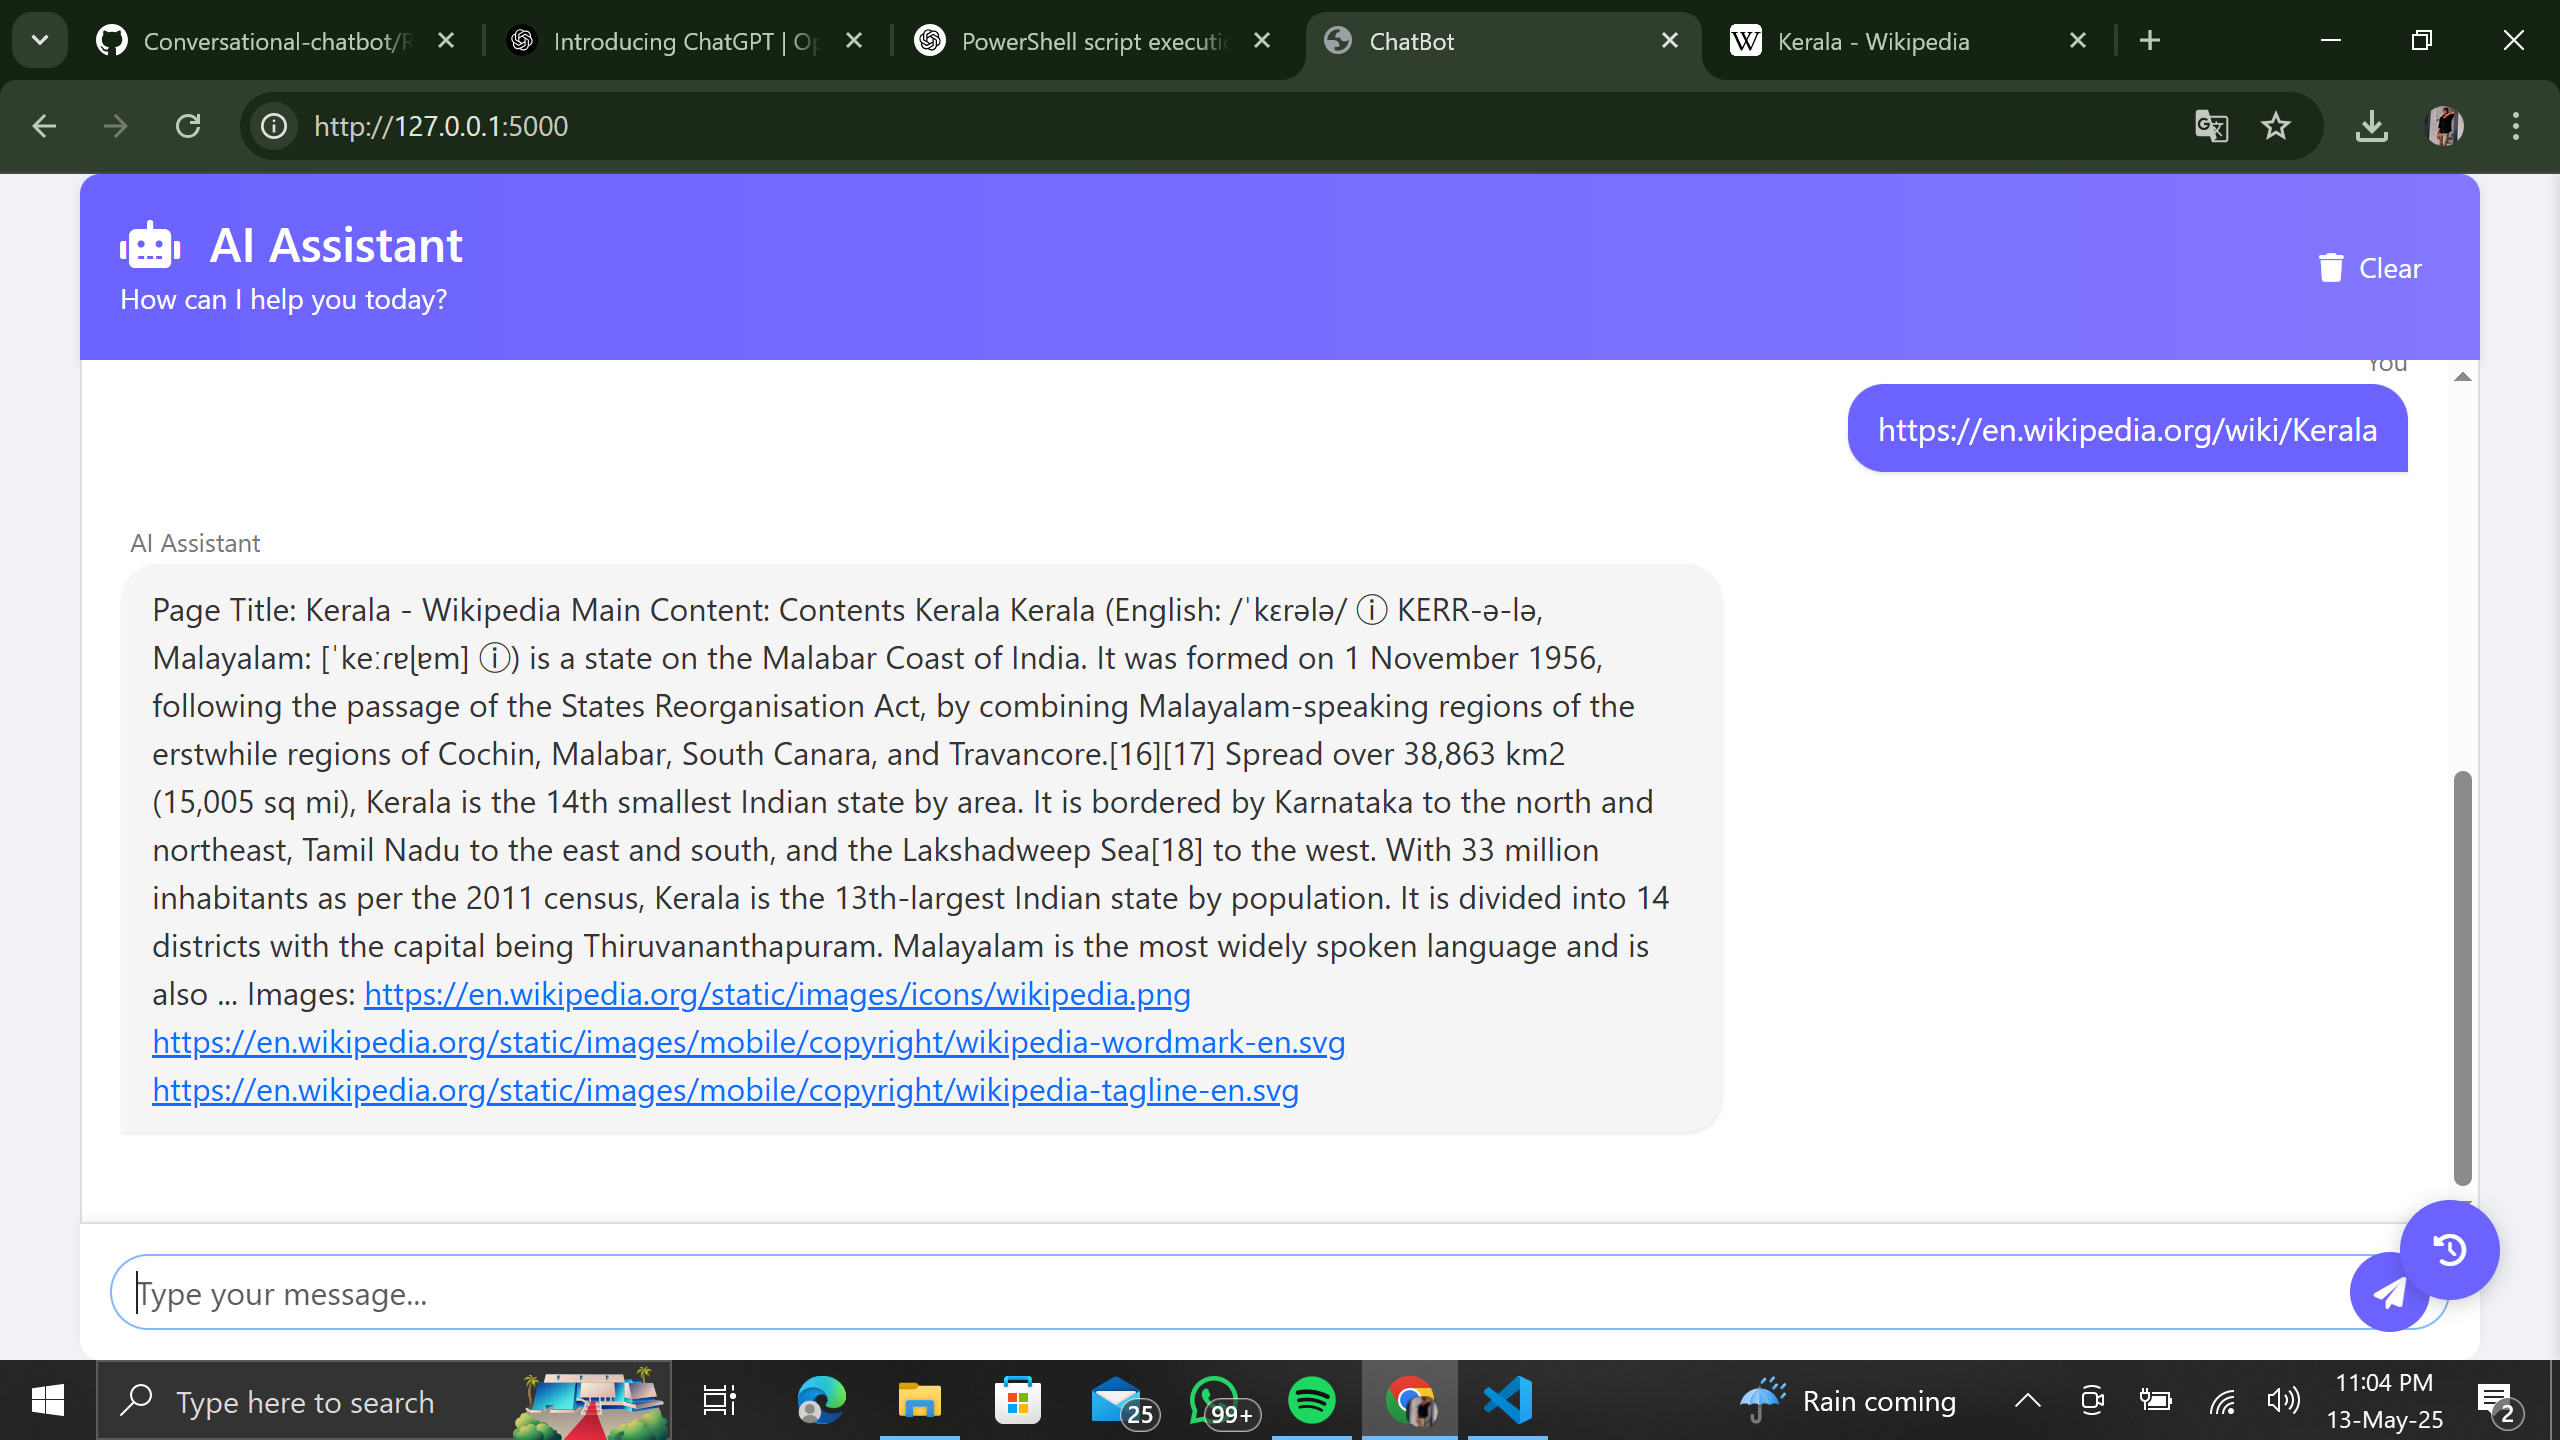 Conversational-chatbot/R
Introducing ChatGPT | Op
PowerShell script executi
ChatBot
Kerala - Wikipedia
http://127.0.0.1:5000
AI Assistant
How can I help you today?
Clear
You
https://en.wikipedia.org/wiki/Kerala
AI Assistant
Page Title: Kerala - Wikipedia Main Content: Contents Kerala Kerala (English: /ˈkɛrələ/ ⓘ KERR-ə-lə,
Malayalam: [ˈkeːɾɐɭɐm] ⓘ) is a state on the Malabar Coast of India. It was formed on 1 November 1956,
following the passage of the States Reorganisation Act, by combining Malayalam-speaking regions of the
erstwhile regions of Cochin, Malabar, South Canara, and Travancore.[16][17] Spread over 38,863 km2
(15,005 sq mi), Kerala is the 14th smallest Indian state by area. It is bordered by Karnataka to the north and
northeast, Tamil Nadu to the east and south, and the Lakshadweep Sea[18] to the west. With 33 million
inhabitants as per the 2011 census, Kerala is the 13th-largest Indian state by population. It is divided into 14
districts with the capital being Thiruvananthapuram. Malayalam is the most widely spoken language and is
also ... Images: https://en.wikipedia.org/static/images/icons/wikipedia.png
https://en.wikipedia.org/static/images/mobile/copyright/wikipedia-wordmark-en.svg
https://en.wikipedia.org/static/images/mobile/copyright/wikipedia-tagline-en.svg
Type your message...
Type here to search
25
99+
Rain coming
11:04 PM
13-May-25
2